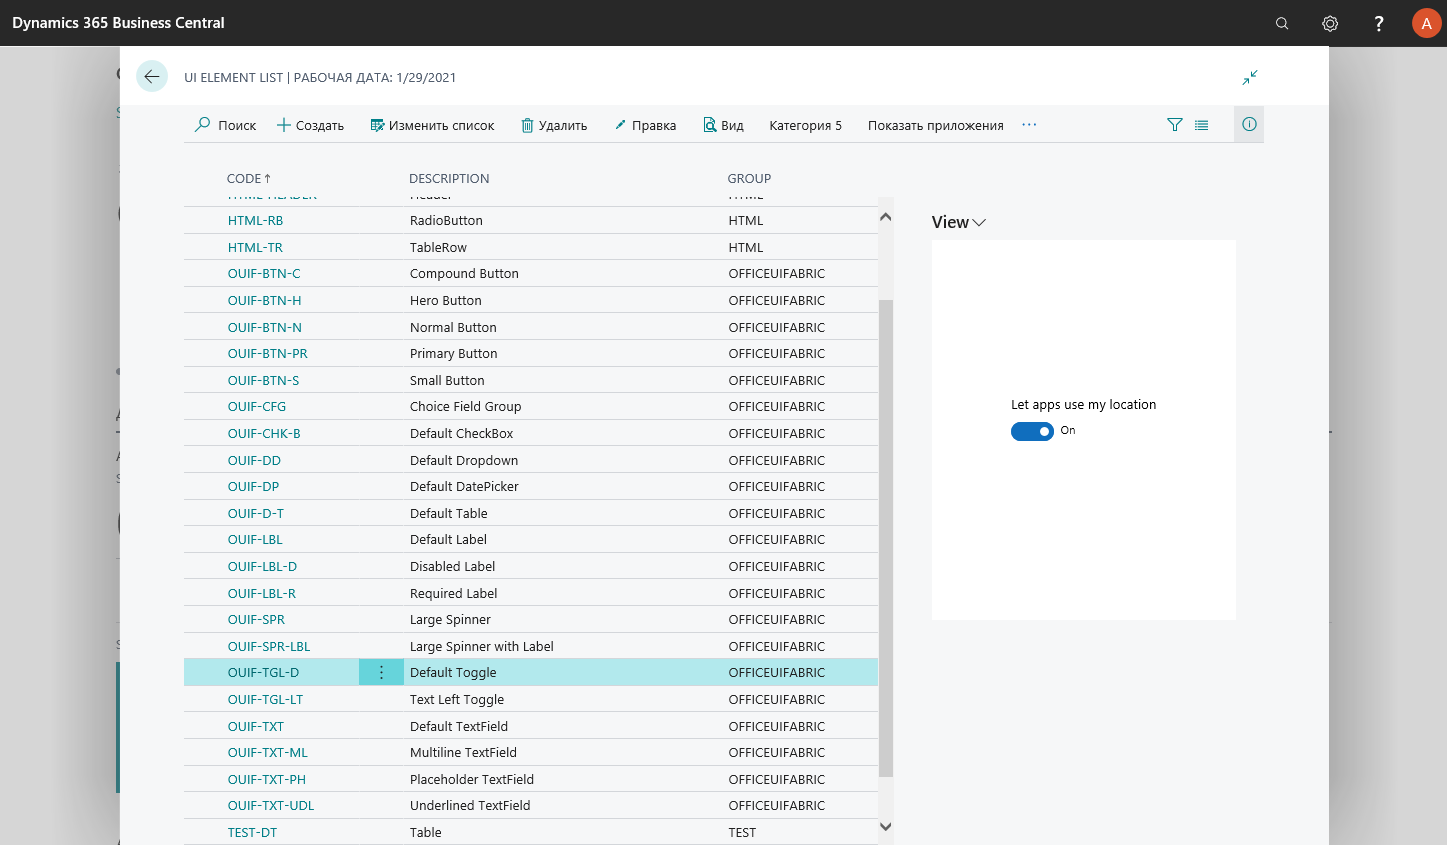 Dynamics 365 Business Central
A
UI ELEMENT LIST | РАБОЧАЯ ДАТА: 1/29/2021
Поиск Создать Изменить список Удалить Правка Вид Категория 5 Показать приложения ...
CODE↑ DESCRIPTION GROUP
HTML-HEADER Header HTML
HTML-RB RadioButton HTML
HTML-TR TableRow HTML
OUIF-BTN-C Compound Button OFFICEUIFABRIC
OUIF-BTN-H Hero Button OFFICEUIFABRIC
OUIF-BTN-N Normal Button OFFICEUIFABRIC
OUIF-BTN-PR Primary Button OFFICEUIFABRIC
OUIF-BTN-S Small Button OFFICEUIFABRIC
OUIF-CFG Choice Field Group OFFICEUIFABRIC
OUIF-CHK-B Default CheckBox OFFICEUIFABRIC
OUIF-DD Default Dropdown OFFICEUIFABRIC
OUIF-DP Default DatePicker OFFICEUIFABRIC
OUIF-D-T Default Table OFFICEUIFABRIC
OUIF-LBL Default Label OFFICEUIFABRIC
OUIF-LBL-D Disabled Label OFFICEUIFABRIC
OUIF-LBL-R Required Label OFFICEUIFABRIC
OUIF-SPR Large Spinner OFFICEUIFABRIC
OUIF-SPR-LBL Large Spinner with Label OFFICEUIFABRIC
OUIF-TGL-D Default Toggle OFFICEUIFABRIC
OUIF-TGL-LT Text Left Toggle OFFICEUIFABRIC
OUIF-TXT Default TextField OFFICEUIFABRIC
OUIF-TXT-ML Multiline TextField OFFICEUIFABRIC
OUIF-TXT-PH Placeholder TextField OFFICEUIFABRIC
OUIF-TXT-UDL Underlined TextField OFFICEUIFABRIC
TEST-DT Table TEST
View
Let apps use my location
On